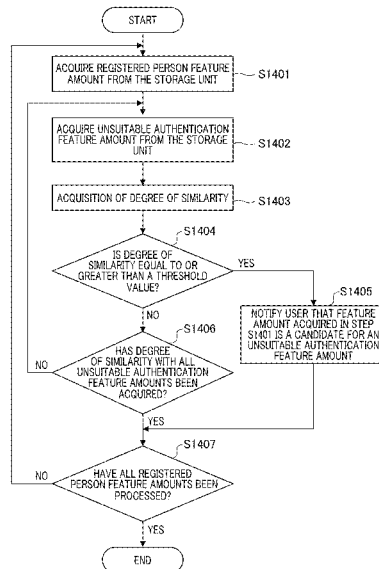 START
ACQUIRE REGISTERED PERSON FEATURE
AMOUNT FROM THE STORAGE UNIT
S1401
ACQUIRE UNSUITABLE AUTHENTICATION
FEATURE AMOUNT FROM THE STORAGE
UNIT
S1402
ACQUISITION OF DEGREE OF SIMILARITY
S1403
S1404
IS DEGREE OF
SIMILARITY EQUAL TO OR
GREATER THAN A THRESHOLD
VALUE?
YES
NO
S1405
NOTIFY USER THAT FEATURE
AMOUNT ACQUIRED IN STEP
S1401 IS A CANDIDATE FOR AN
UNSUITABLE AUTHENTICATION
FEATURE AMOUNT
S1406
HAS DEGREE
OF SIMILARITY WITH ALL
UNSUITABLE AUTHENTICATION
FEATURE AMOUNTS BEEN
ACQUIRED?
NO
YES
S1407
HAVE ALL REGISTERED
PERSON FEATURE AMOUNTS BEEN
PROCESSED?
NO
YES
END